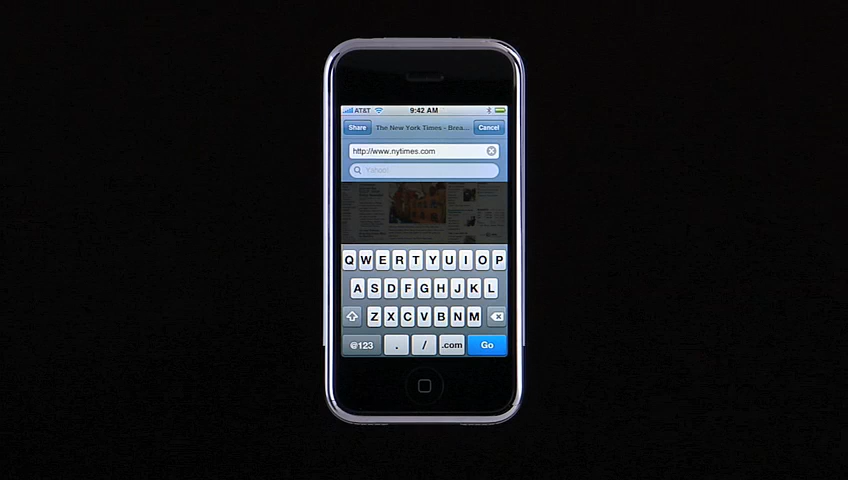 AT&T 9:42 AM
Share The New York Times - Brea... Cancel
http://www.nytimes.com
Yahoo!
Q W E R T Y U I O P
A S D F G H J K L
Z X C V B N M
@123 . / .com Go